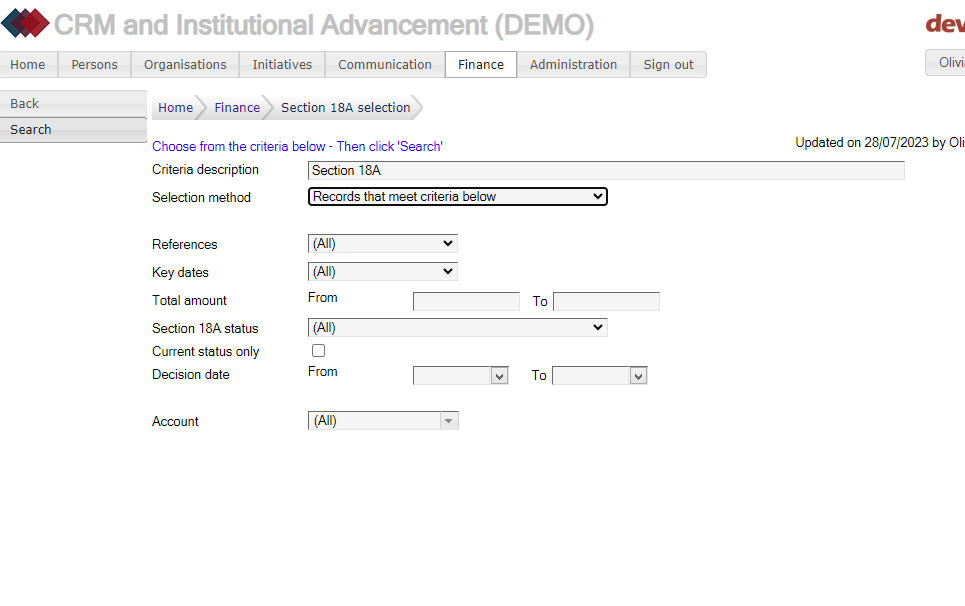 CRM and Institutional Advancement (DEMO)
Home Persons Organisations Initiatives Communication Finance Administration Sign out
Back
Search
Home Finance Section 18A selection
Choose from the criteria below - Then click 'Search'
Updated on 28/07/2023 by
Criteria description Section 18A
Selection method Records that meet criteria below
References (All)
Key dates (All)
Total amount From To
Section 18A status (All)
Current status only
Decision date From To
Account (All)